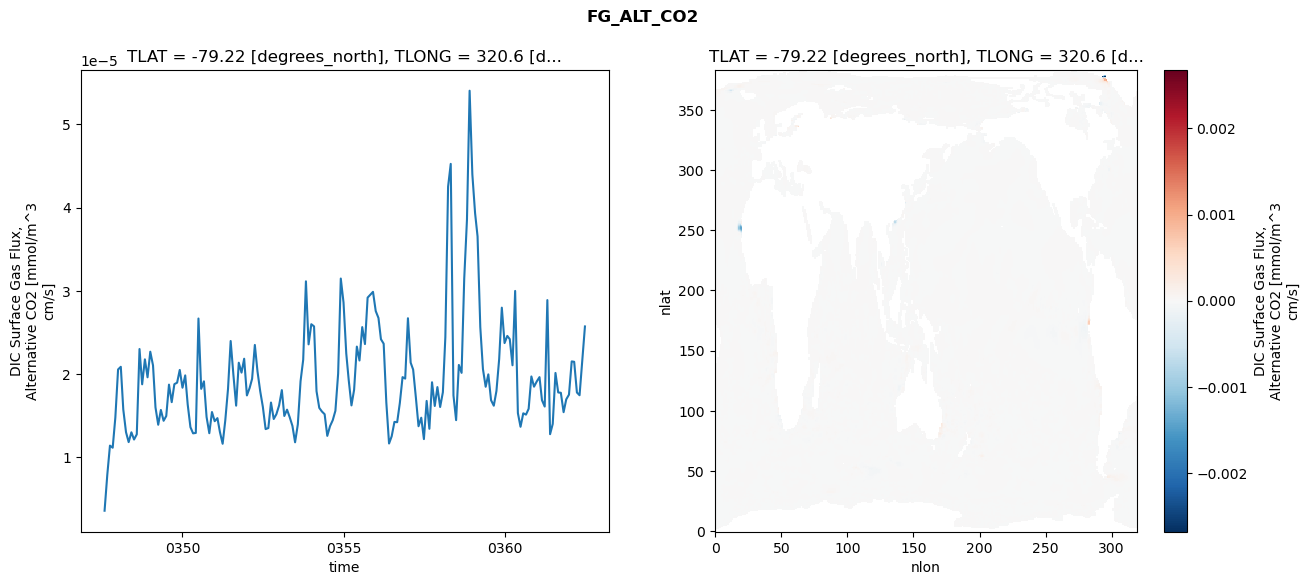 FG_ALT_CO2
TLAT = -79.22 [degrees_north], TLONG = 320.6 [d...
1e−5
5
4
3
2
1
0350
0355
0360
time
DIC Surface Gas Flux,
Alternative CO2 [mmol/m^3
cm/s]
TLAT = -79.22 [degrees_north], TLONG = 320.6 [d...
350
300
250
200
150
100
50
0
0
50
100
150
200
250
300
nlon
nlat
0.002
0.001
0.000
−0.001
−0.002
DIC Surface Gas Flux,
Alternative CO2 [mmol/m^3
cm/s]